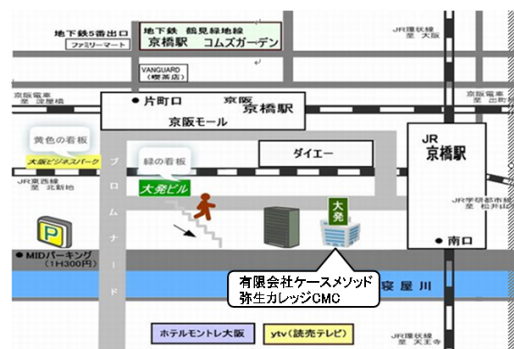 地下鉄5番出口
ファミリーマート
地下鉄 鶴見緑地線
京橋駅 コムズガーデン
JR環状線
至 大阪
VANGUARD
(喫茶店)
京阪電車
至 淀屋橋
● 片町口 京阪
京橋駅
京阪モール
京阪電車
至 出町
黄色の看板
大阪ビジネスパーク
緑の看板
大発ビル
プロムナード
ダイエー
JR
京橋駅
JR東西線
至 北新地
JR学研都市線
至 松井山
大発
● 南口
● MIDパーキング
(1H300円)
有限会社ケースメソッド
弥生カレッジCMC
寝屋川
ホテルモントレ大阪
ytv(読売テレビ)
JR環状線
至 天王寺